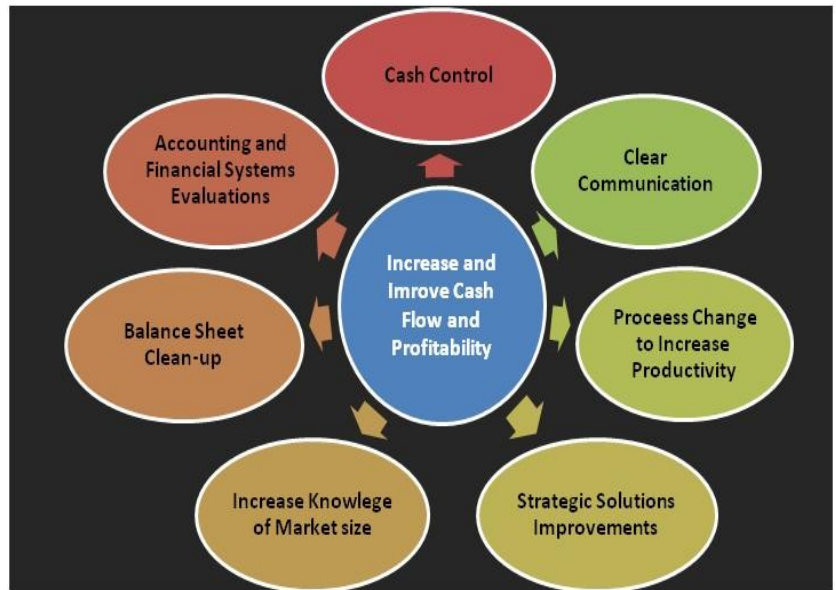 Cash Control
Clear
Communication
Proceess Change
to Increase
Productivity
Strategic Solutions
Improvements
Increase Knowlege
of Market size
Balance Sheet
Clean-up
Accounting and
Financial Systems
Evaluations
Increase and
Imrove Cash
Flow and
Profitability